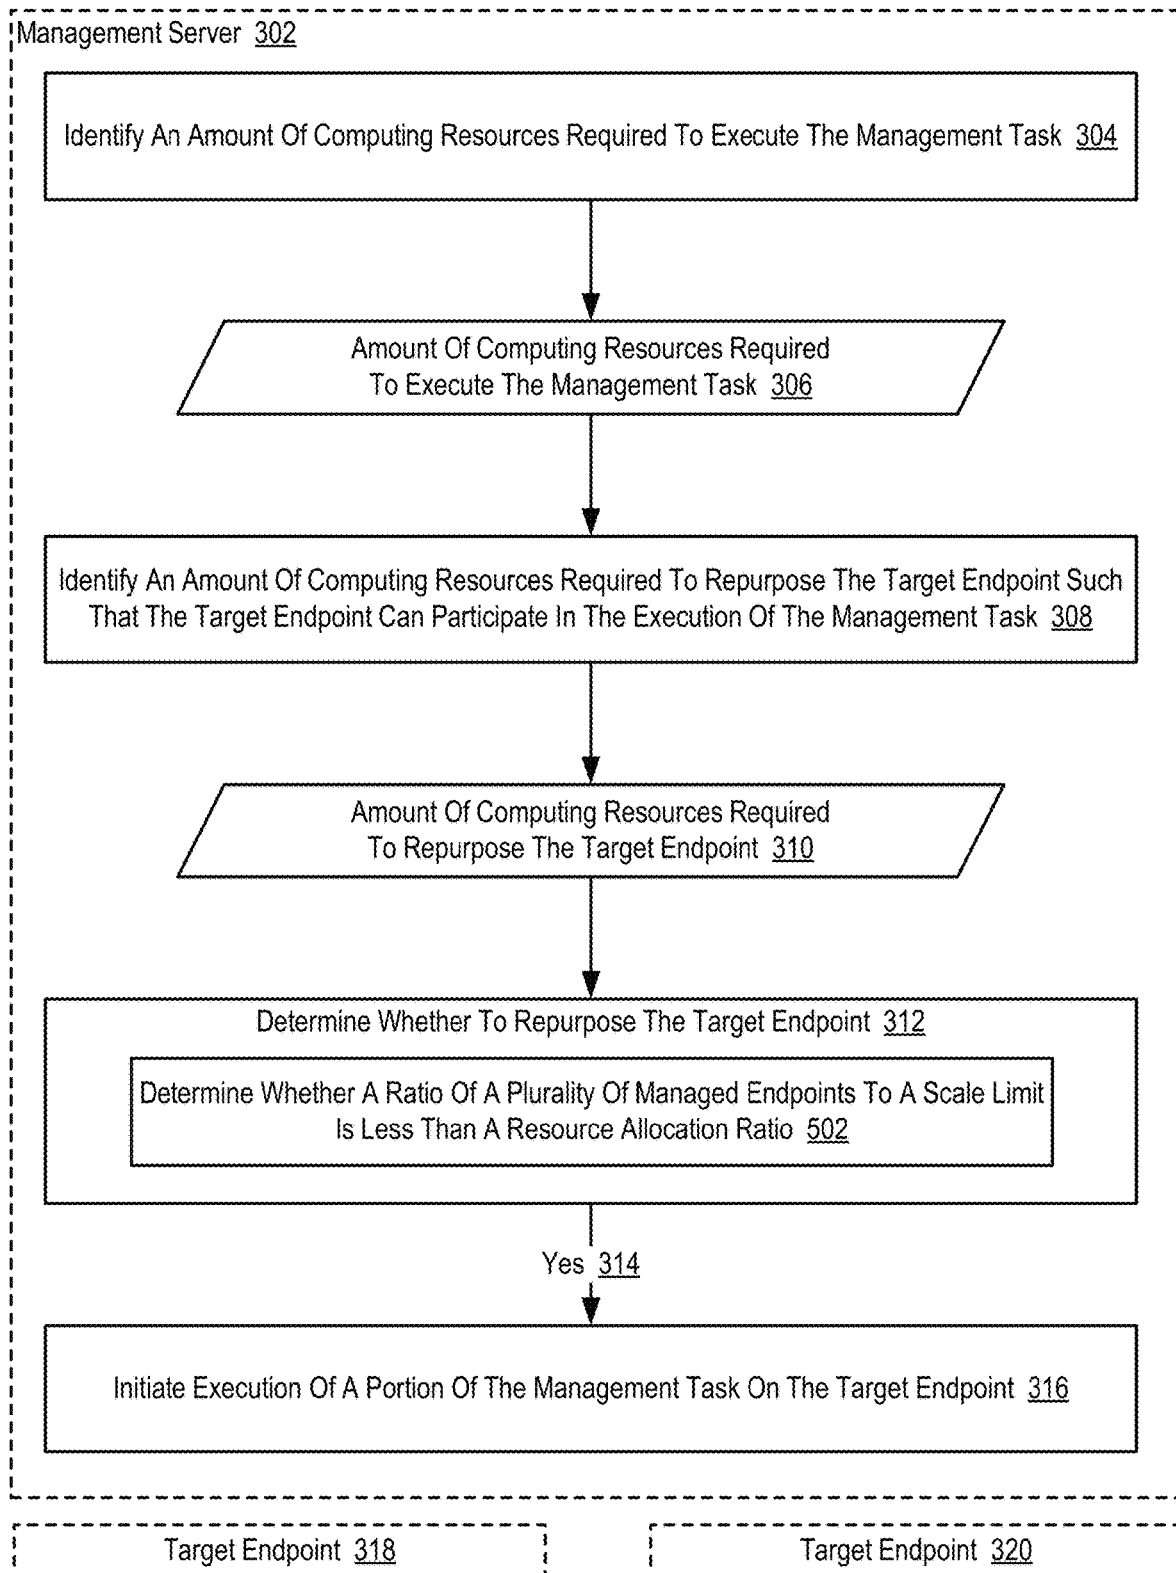 Management Server 302
Identify An Amount Of Computing Resources Required To Execute The Management Task 304
Amount Of Computing Resources Required
To Execute The Management Task 306
Identify An Amount Of Computing Resources Required To Repurpose The Target Endpoint Such
That The Target Endpoint Can Participate In The Execution Of The Management Task 308
Amount Of Computing Resources Required
To Repurpose The Target Endpoint 310
Determine Whether To Repurpose The Target Endpoint 312
Determine Whether A Ratio Of A Plurality Of Managed Endpoints To A Scale Limit
Is Less Than A Resource Allocation Ratio 502
Yes 314
Initiate Execution Of A Portion Of The Management Task On The Target Endpoint 316
Target Endpoint 318
Target Endpoint 320